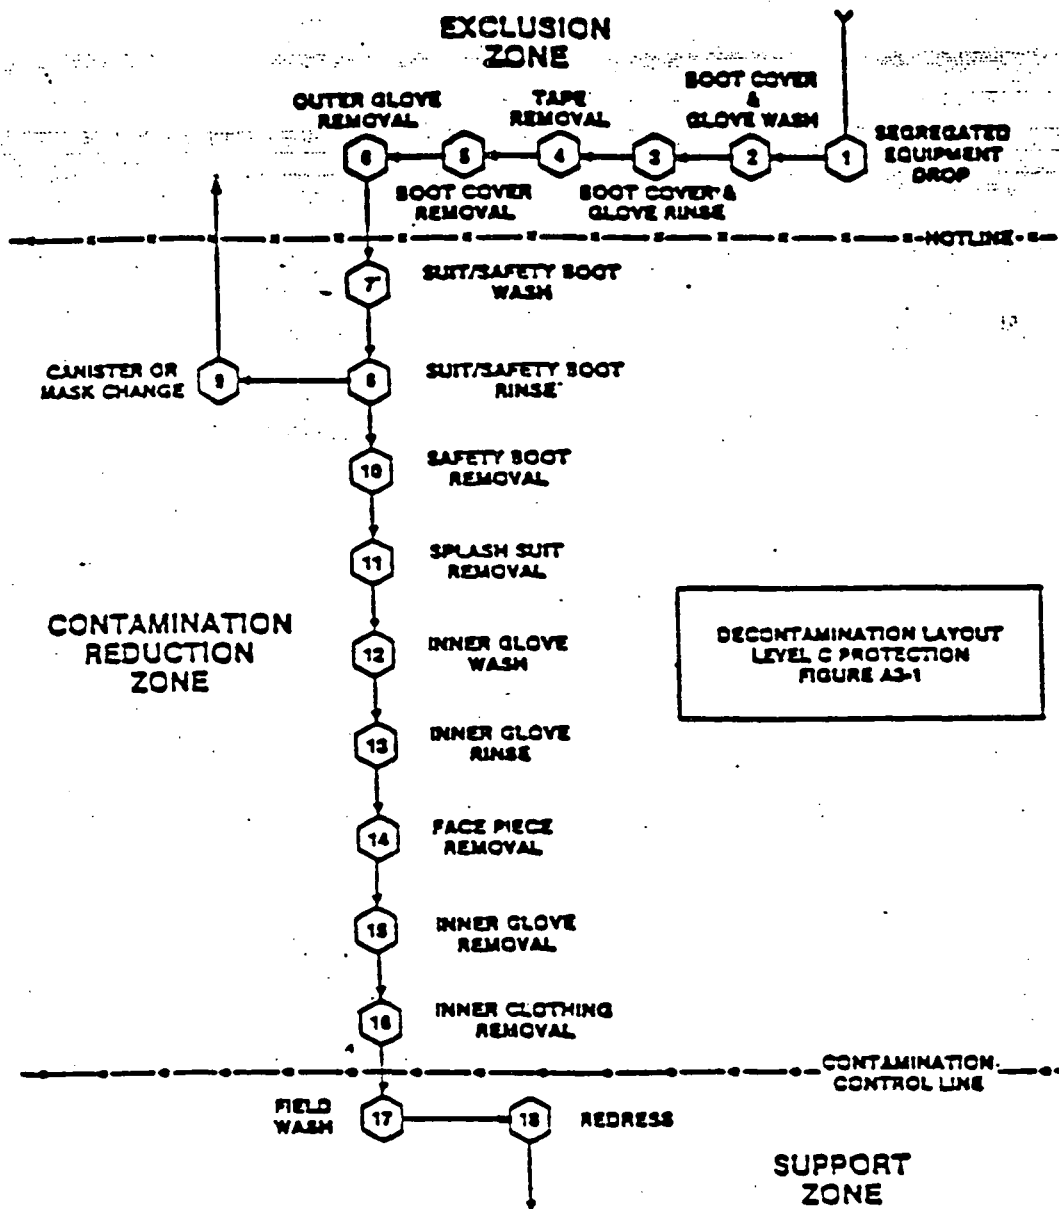 EXCLUSION
ZONE
OUTER GLOVE
REMOVAL
TAPE
REMOVAL
BOOT COVER
&
GLOVE WASH
SEGREGATED
EQUIPMENT
DROP
6
5
4
3
2
1
BOOT COVER
REMOVAL
BOOT COVER &
GLOVE RINSE
HOTLINE
7
SUIT/SAFETY BOOT
WASH
CANISTER OR
MASK CHANGE
9
8
SUIT/SAFETY BOOT
RINSE
10
SAFETY BOOT
REMOVAL
11
SPLASH SUIT
REMOVAL
CONTAMINATION
REDUCTION
ZONE
12
INNER GLOVE
WASH
DECONTAMINATION LAYOUT
LEVEL C PROTECTION
FIGURE A3-1
13
INNER GLOVE
RINSE
14
FACE PIECE
REMOVAL
15
INNER GLOVE
REMOVAL
16
INNER CLOTHING
REMOVAL
CONTAMINATION
CONTROL LINE
FIELD
WASH
17
18
REDRESS
SUPPORT
ZONE